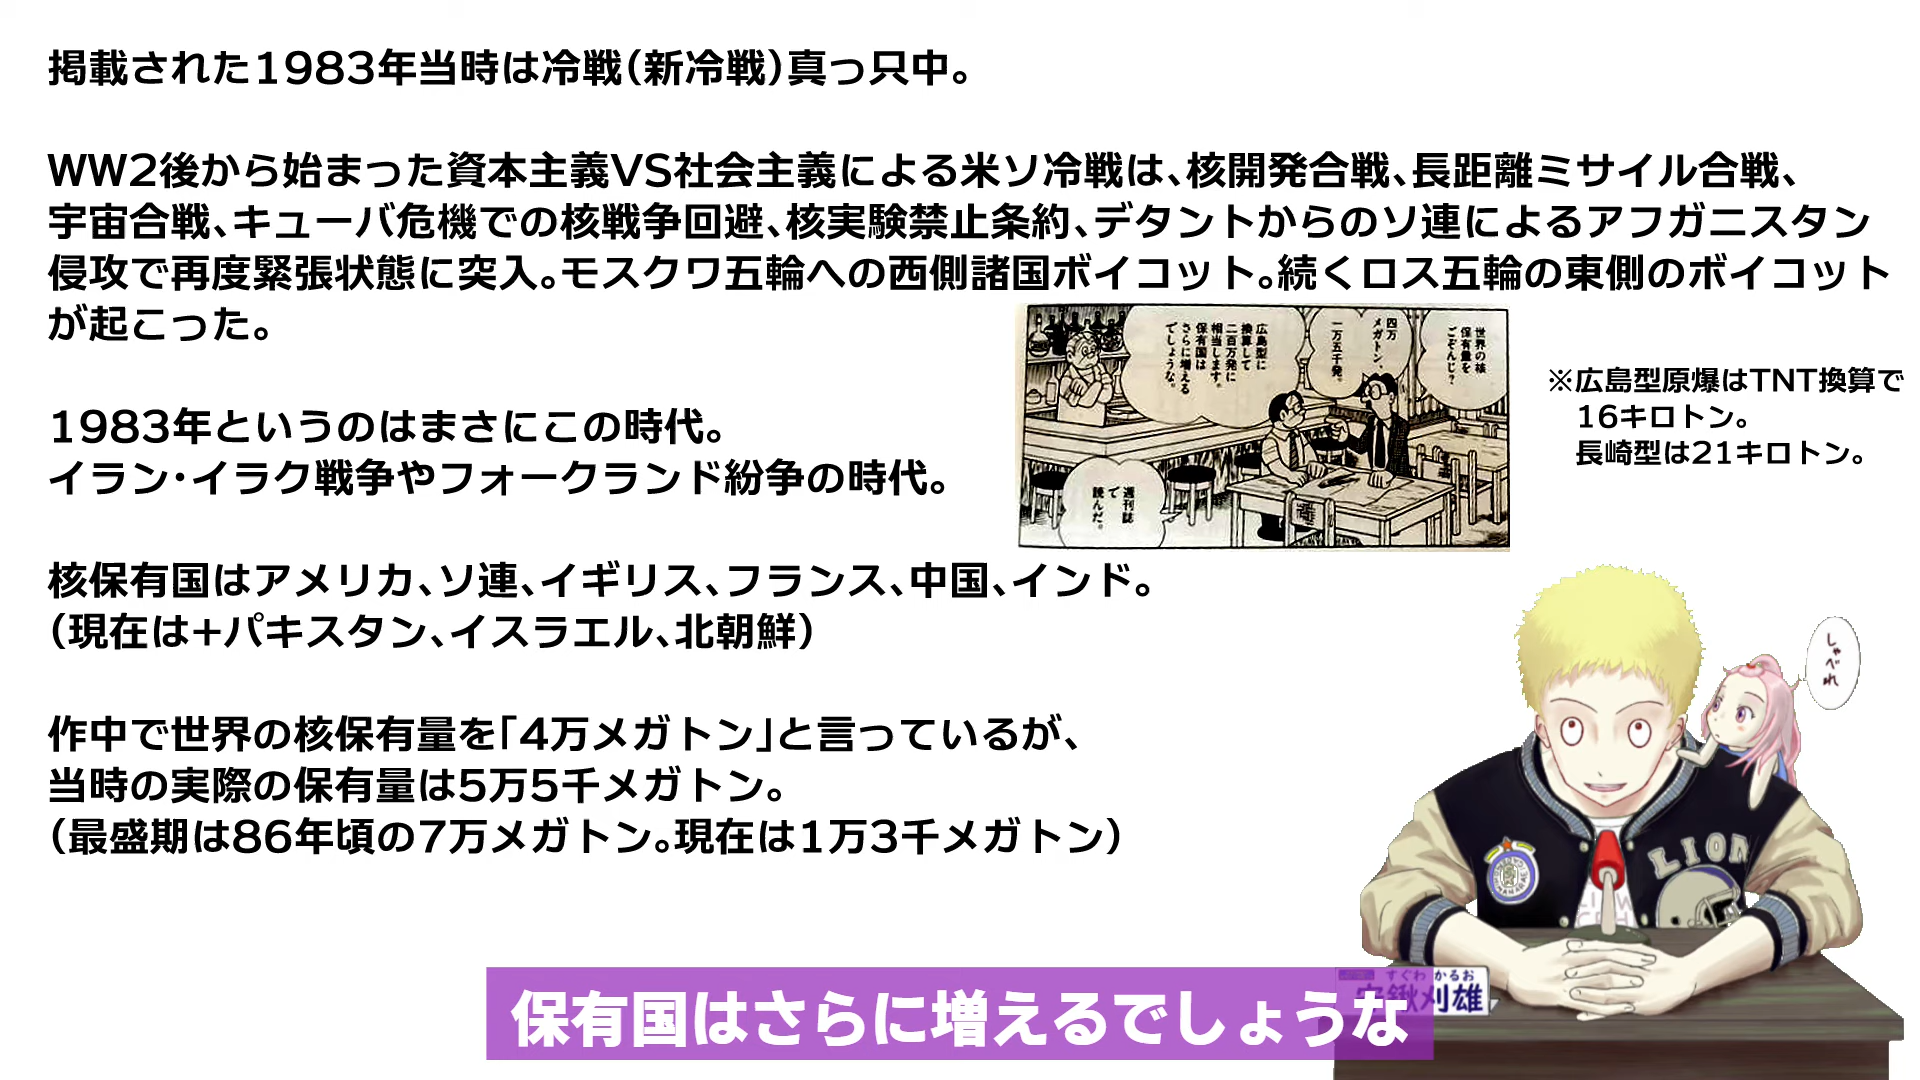 掲載された1983年当時は冷戦（新冷戦）真っ只中。
WW2後から始まった資本主義VS社会主義による米ソ冷戦は、核開発合戦、長距離ミサイル合戦、
宇宙合戦、キューバ危機での核戦争回避、核実験禁止条約、デタントからのソ連によるアフガニスタン
侵攻で再度緊張状態に突入。モスクワ五輪への西側諸国ボイコット。続くロス五輪の東側のボイコット
が起こった。
世界の核
保有量を
ごぞんじ？
四万
メガトン、
二万五千発。
広島型に
換算して
二百万発に
相当します。
保有国は
さらに増える
でしょうな。
週刊誌
で
読んだ。
※広島型原爆はTNT換算で
16キロトン。
長崎型は21キロトン。
1983年というのはまさにこの時代。
イラン・イラク戦争やフォークランド紛争の時代。
核保有国はアメリカ、ソ連、イギリス、フランス、中国、インド。
（現在は＋パキスタン、イスラエル、北朝鮮）
作中で世界の核保有量を「4万メガトン」と言っているが、
当時の実際の保有量は5万5千メガトン。
（最盛期は86年頃の7万メガトン。現在は1万3千メガトン）
しゃべれ
LION
すぐわ かるお
鍬刈雄
保有国はさらに増えるでしょうな